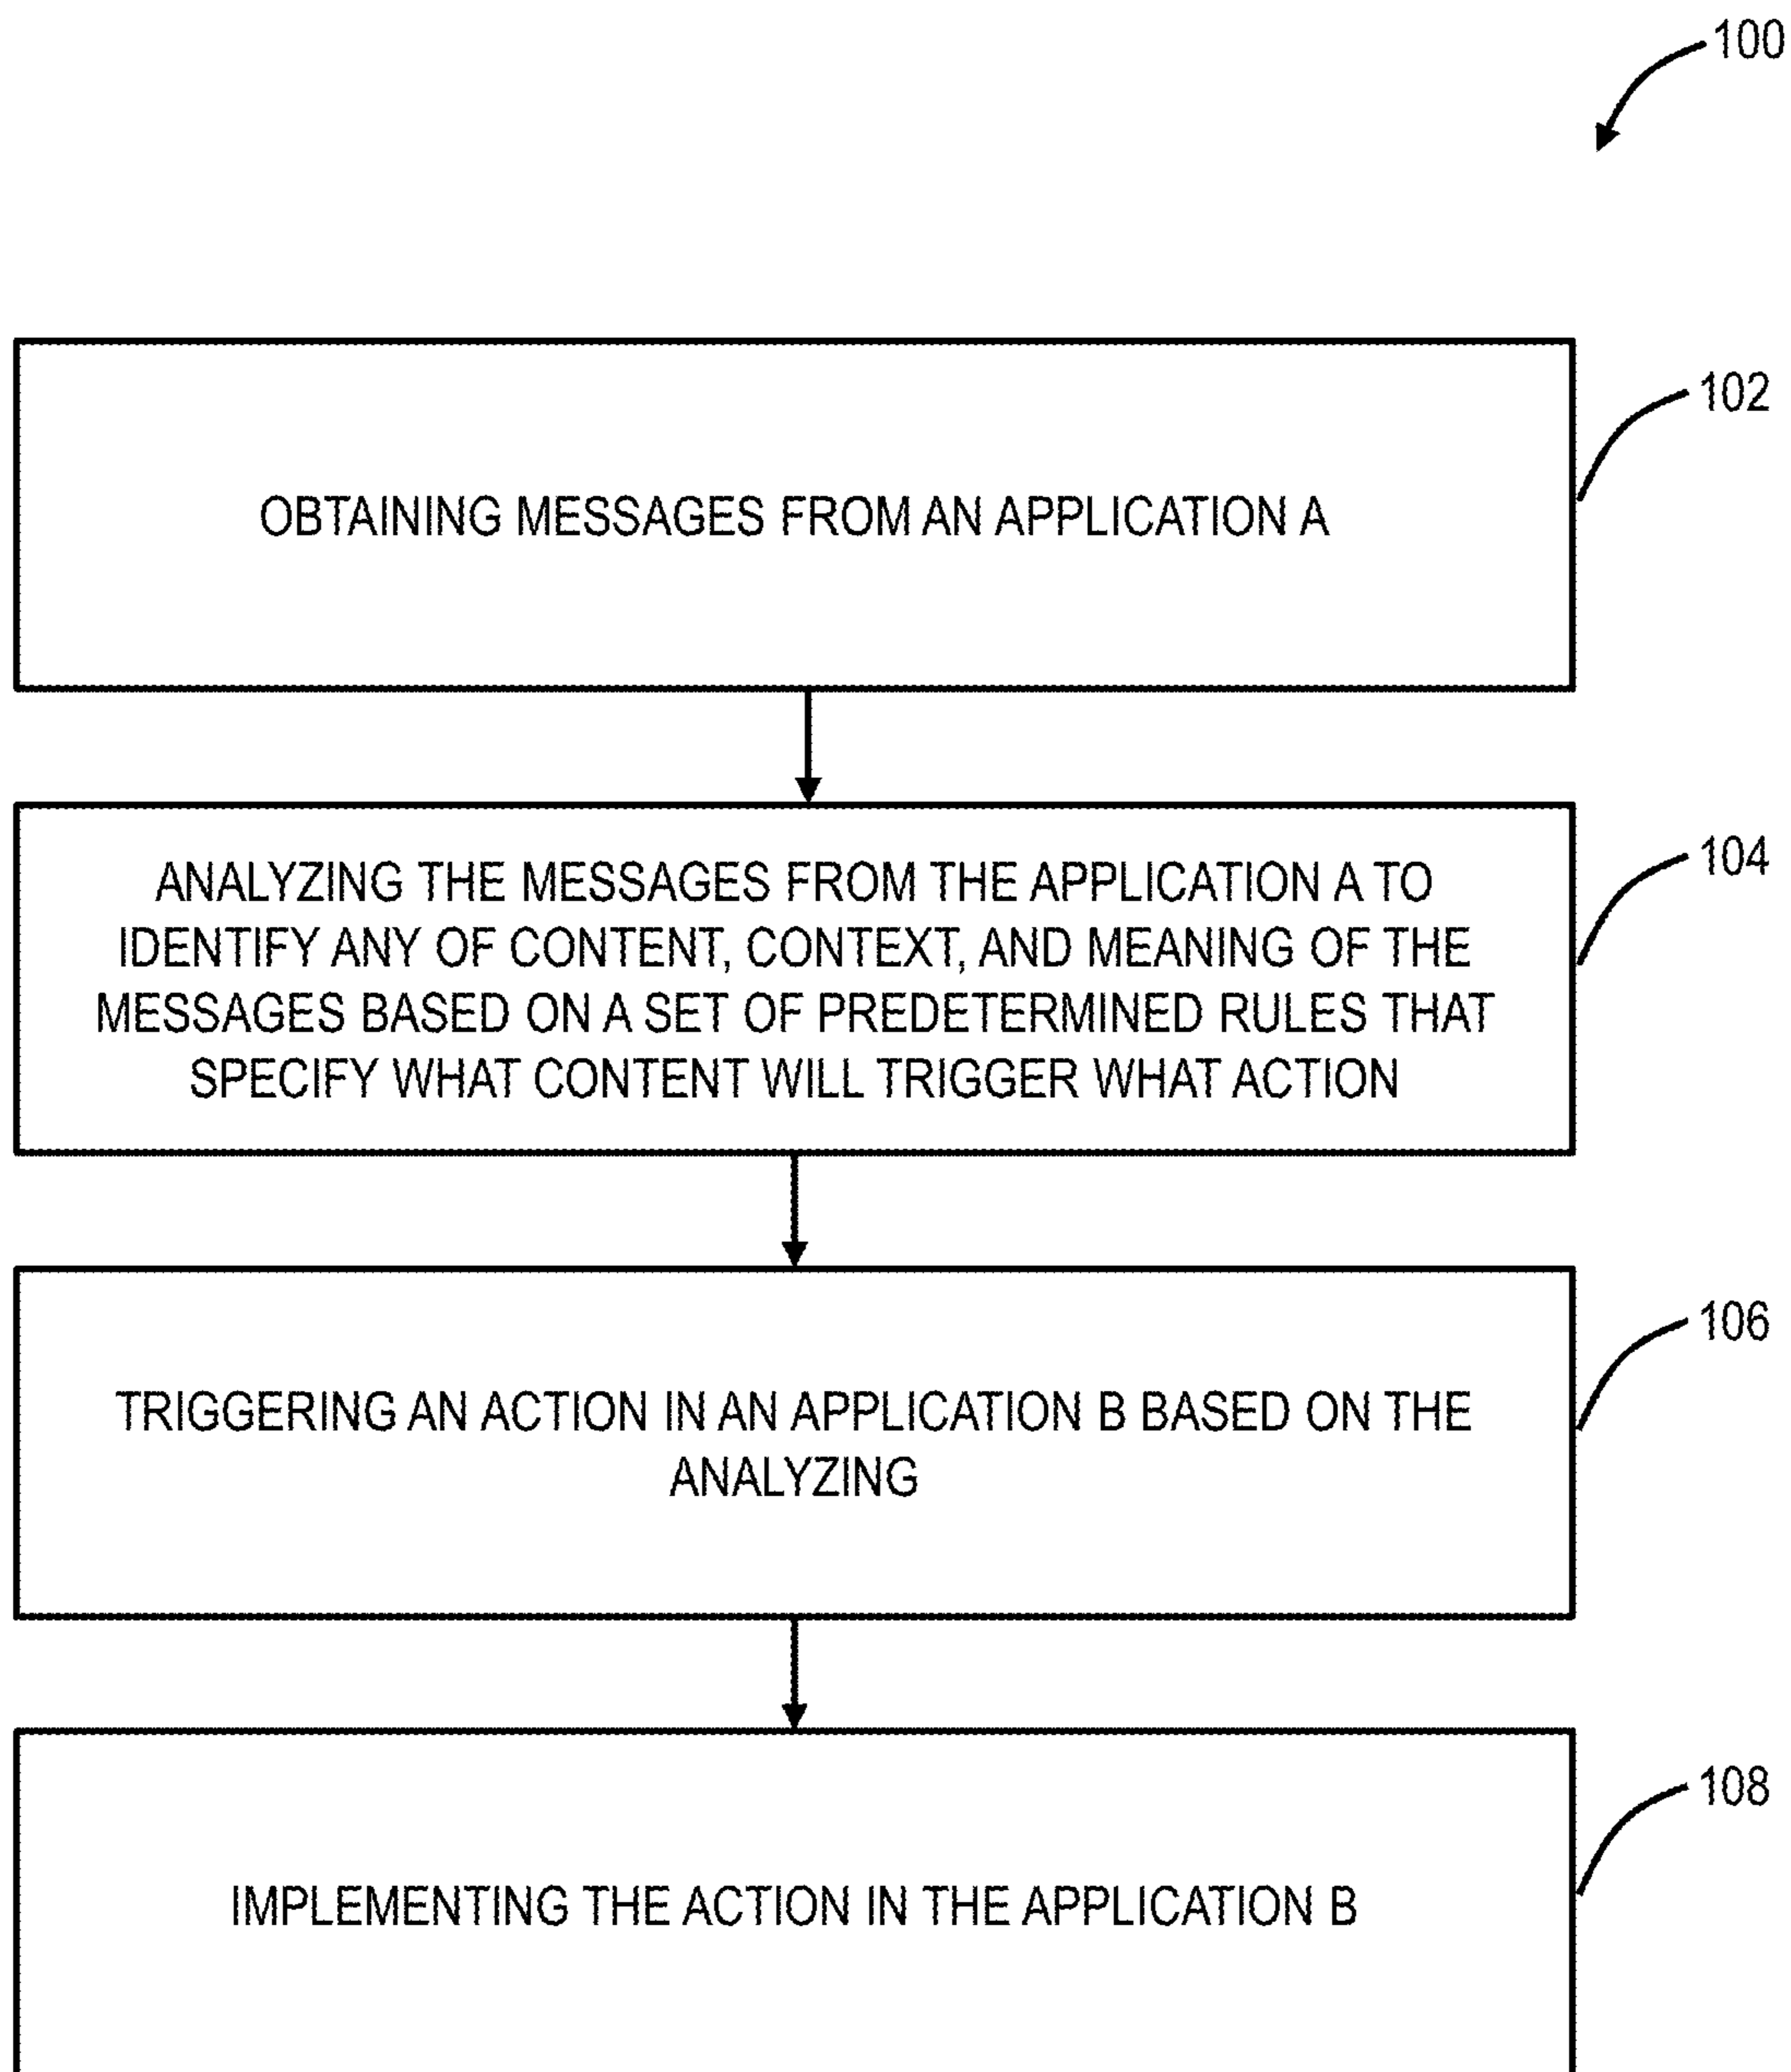 100
102
OBTAINING MESSAGES FROM AN APPLICATION A
104
ANALYZING THE MESSAGES FROM THE APPLICATION A TO
IDENTIFY ANY OF CONTENT, CONTEXT, AND MEANING OF THE
MESSAGES BASED ON A SET OF PREDETERMINED RULES THAT
SPECIFY WHAT CONTENT WILL TRIGGER WHAT ACTION
106
TRIGGERING AN ACTION IN AN APPLICATION B BASED ON THE
ANALYZING
108
IMPLEMENTING THE ACTION IN THE APPLICATION B